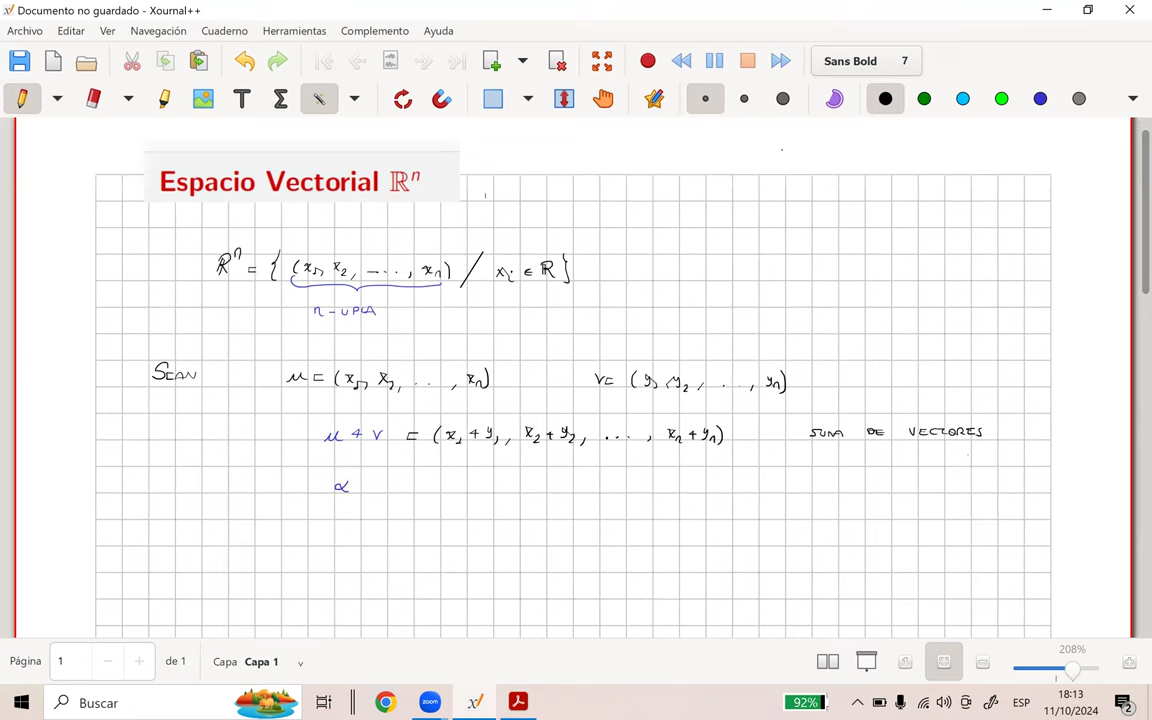 Documento no guardado - Xournal++
Archivo Editar Ver Navegación Cuaderno Herramientas Complemento Ayuda
Sans Bold 7
Espacio Vectorial ℝⁿ
ℝⁿ = { (x₁, x₂, ..., xₙ) / xᵢ ∈ ℝ }
n-UPLA
SEAN u = (x₁, x₂, ..., xₙ) v = (y₁, y₂, ..., yₙ)
u + v = (x₁ + y₁, x₂ + y₂, ..., xₙ + yₙ) SUMA DE VECTORES
α
208%
Página 1 de 1 Capa Capa 1
Buscar
zoom
92%
ESP
18:13
11/10/2024
2